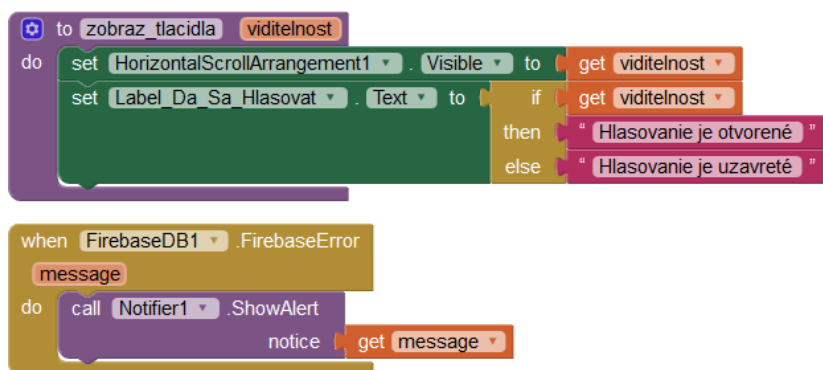 to zobraz_tlacidla viditelnost
do set HorizontalScrollArrangement1 . Visible to get viditelnost
set Label_Da_Sa_Hlasovat . Text to if get viditelnost
then " Hlasovanie je otvorené "
else " Hlasovanie je uzavreté "
when FirebaseDB1 .FirebaseError
message
do call Notifier1 .ShowAlert
notice get message